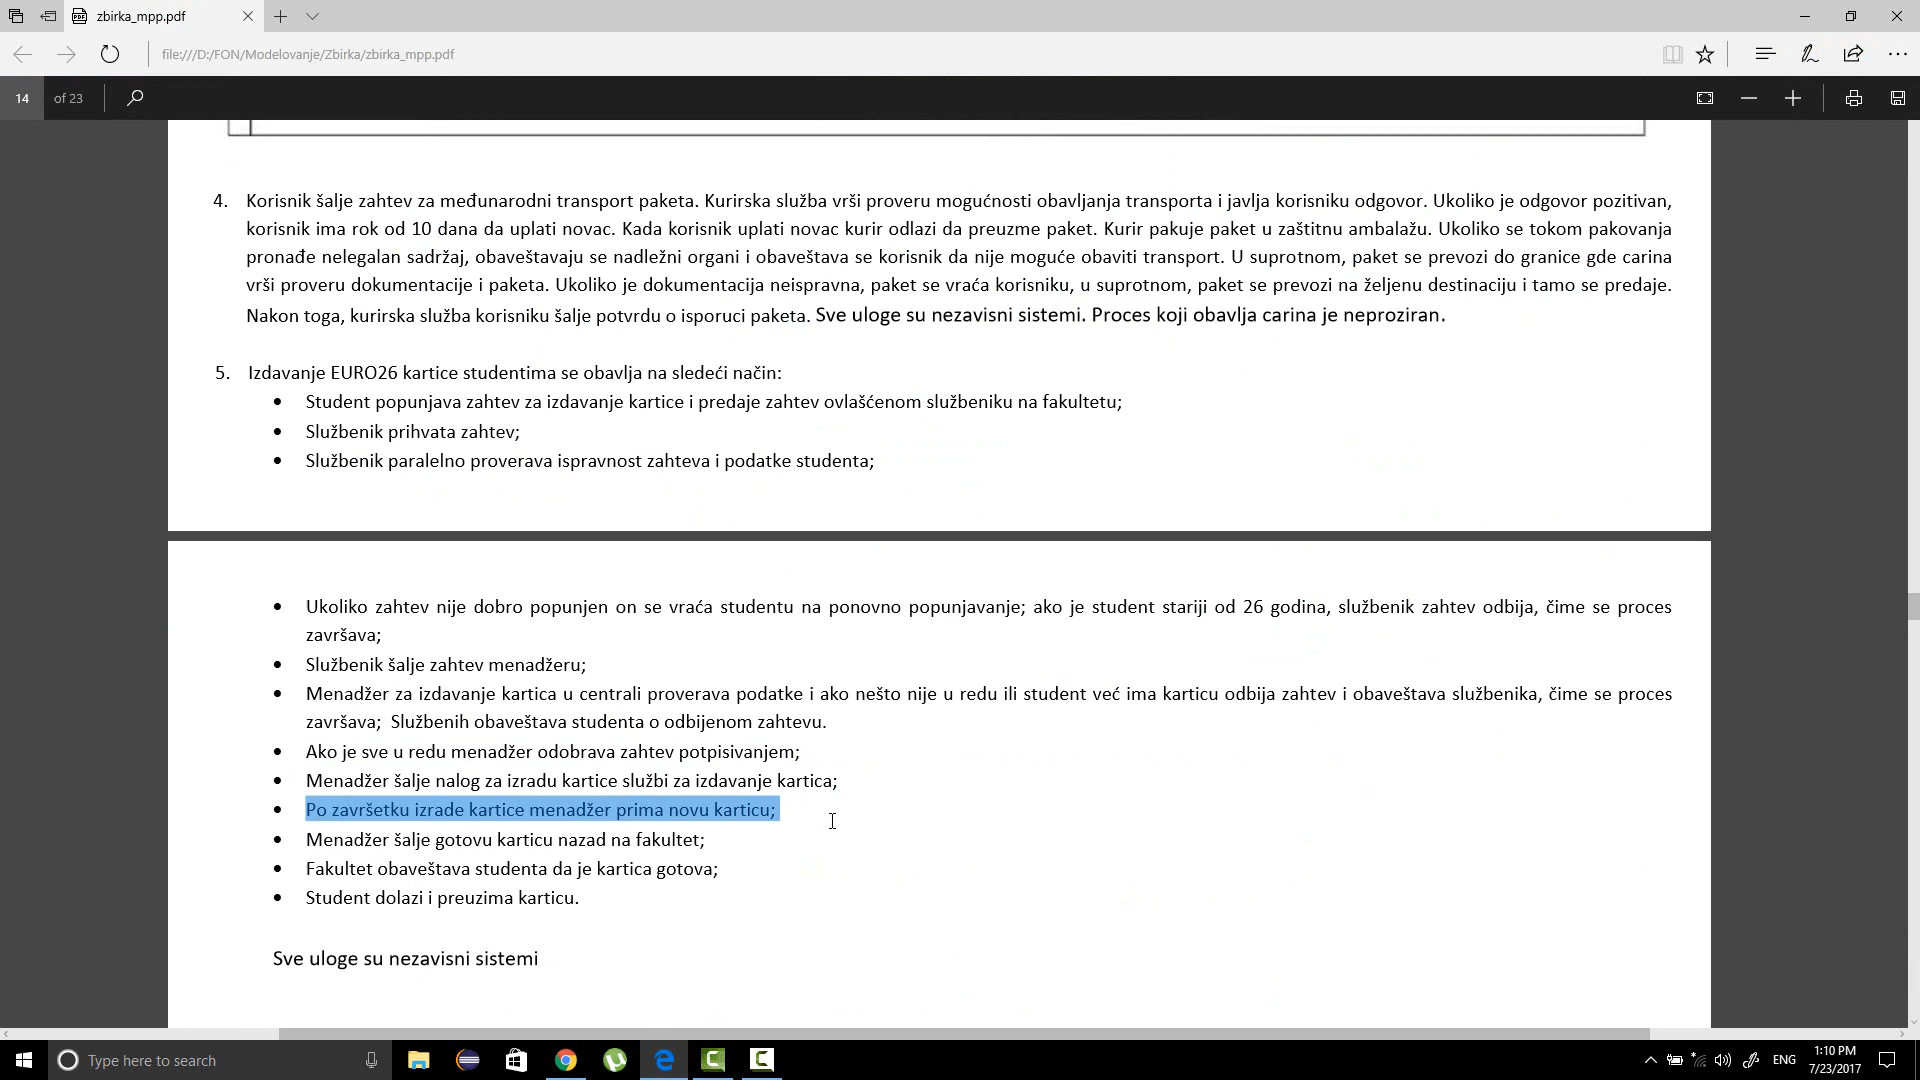 zbirka_mpp.pdf
file:///D:/FON/Modelovanje/Zbirka/zbirka_mpp.pdf
14 of 23
4. Korisnik šalje zahtev za međunarodni transport paketa. Kurirska služba vrši proveru mogućnosti obavljanja transporta i javlja korisniku odgovor. Ukoliko je odgovor pozitivan,
korisnik ima rok od 10 dana da uplati novac. Kada korisnik uplati novac kurir odlazi da preuzme paket. Kurir pakuje paket u zaštitnu ambalažu. Ukoliko se tokom pakovanja
pronađe nelegalan sadržaj, obaveštavaju se nadležni organi i obaveštava se korisnik da nije moguće obaviti transport. U suprotnom, paket se prevozi do granice gde carina
vrši proveru dokumentacije i paketa. Ukoliko je dokumentacija neispravna, paket se vraća korisniku, u suprotnom, paket se prevozi na željenu destinaciju i tamo se predaje.
Nakon toga, kurirska služba korisniku šalje potvrdu o isporuci paketa. Sve uloge su nezavisni sistemi. Proces koji obavlja carina je neproziran.
5. Izdavanje EURO26 kartice studentima se obavlja na sledeći način:
• Student popunjava zahtev za izdavanje kartice i predaje zahtev ovlašćenom službeniku na fakultetu;
• Službenik prihvata zahtev;
• Službenik paralelno proverava ispravnost zahteva i podatke studenta;
• Ukoliko zahtev nije dobro popunjen on se vraća studentu na ponovno popunjavanje; ako je student stariji od 26 godina, službenik zahtev odbija, čime se proces
završava;
• Službenik šalje zahtev menadžeru;
• Menadžer za izdavanje kartica u centrali proverava podatke i ako nešto nije u redu ili student već ima karticu odbija zahtev i obaveštava službenika, čime se proces
završava; Službenih obaveštava studenta o odbijenom zahtevu.
• Ako je sve u redu menadžer odobrava zahtev potpisivanjem;
• Menadžer šalje nalog za izradu kartice službi za izdavanje kartica;
• Po završetku izrade kartice menadžer prima novu karticu;
• Menadžer šalje gotovu karticu nazad na fakultet;
• Fakultet obaveštava studenta da je kartica gotova;
• Student dolazi i preuzima karticu.
Sve uloge su nezavisni sistemi
Type here to search
ENG
1:10 PM
7/23/2017